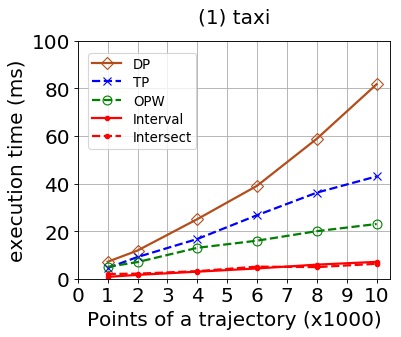 (1) taxi
execution time (ms)
100
80
60
40
20
0
DP
TP
OPW
Interval
Intersect
0 1 2 3 4 5 6 7 8 9 10
Points of a trajectory (x1000)